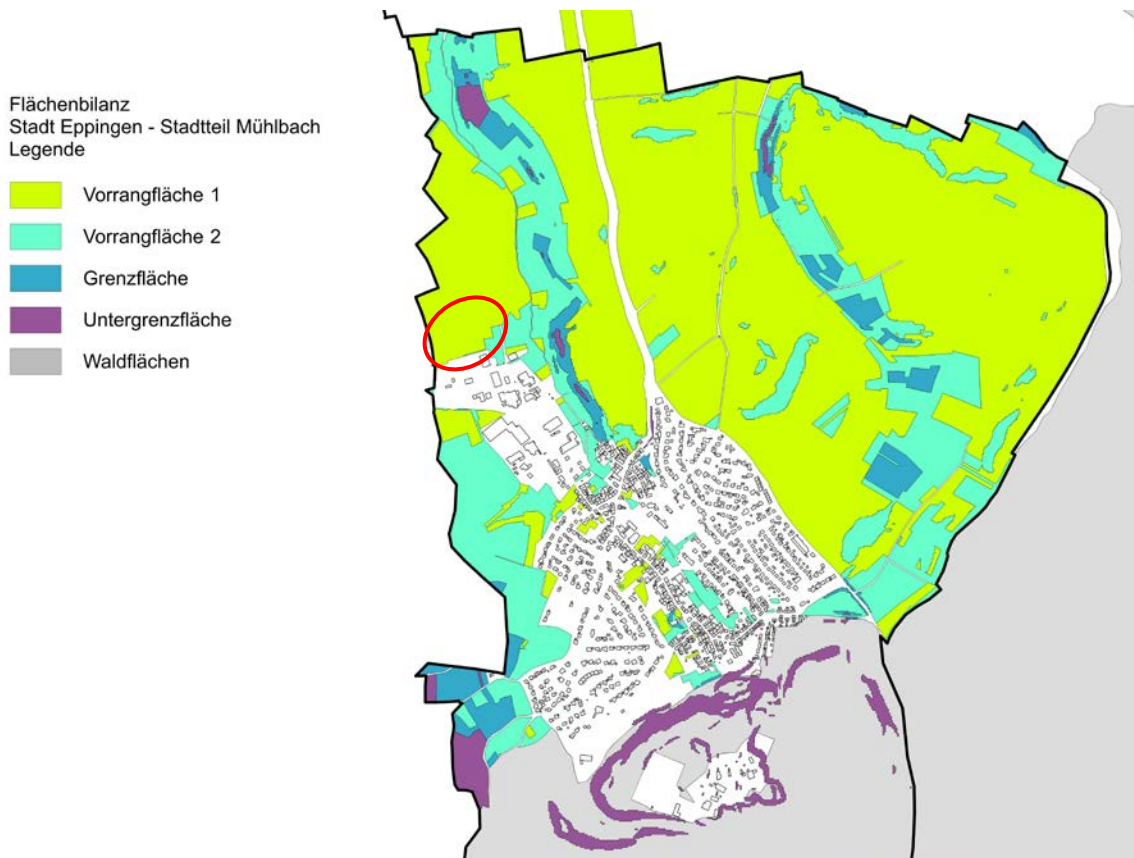 Flächenbilanz
Stadt Eppingen - Stadtteil Mühlbach
Legende
Vorrangfläche 1
Vorrangfläche 2
Grenzfläche
Untergrenzfläche
Waldflächen